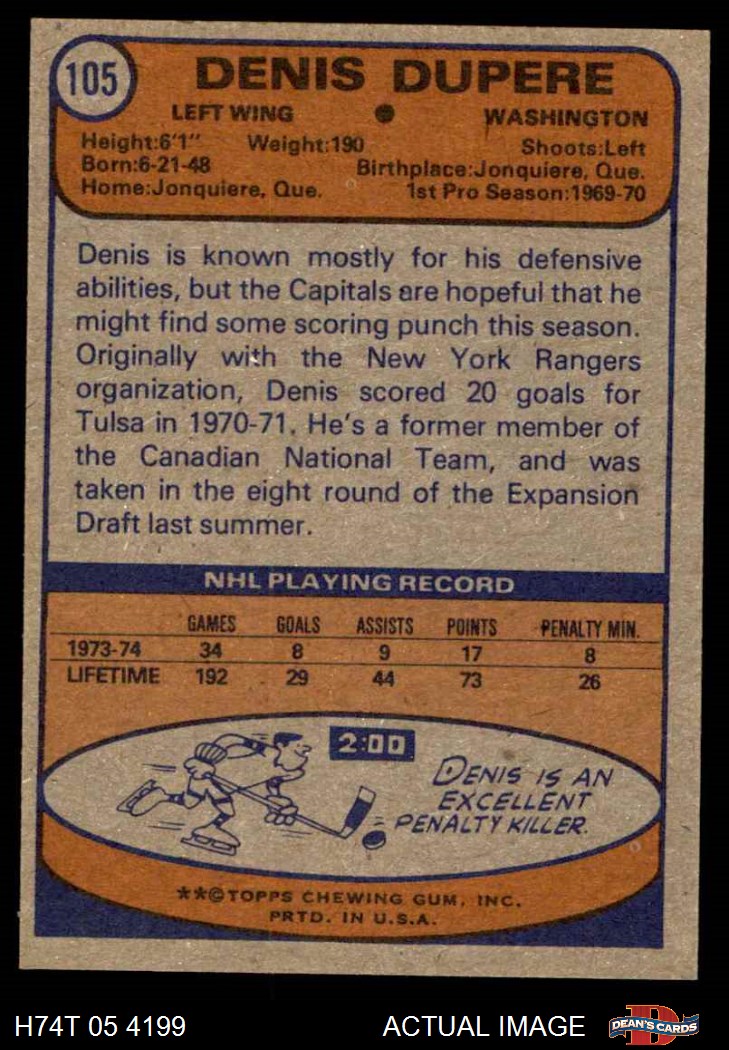 105
DENIS DUPERE
LEFT WING ● WASHINGTON
Height:6'1" Weight:190 Shoots:Left
Born:6-21-48 Birthplace:Jonquiere, Que.
Home:Jonquiere, Que. 1st Pro Season:1969-70
Denis is known mostly for his defensive
abilities, but the Capitals are hopeful that he
might find some scoring punch this season.
Originally with the New York Rangers
organization, Denis scored 20 goals for
Tulsa in 1970-71. He's a former member of
the Canadian National Team, and was
taken in the eight round of the Expansion
Draft last summer.
NHL PLAYING RECORD
GAMES GOALS ASSISTS POINTS PENALTY MIN.
1973-74 34 8 9 17 8
LIFETIME 192 29 44 73 26
2:00
DENIS IS AN
EXCELLENT
PENALTY KILLER.
**©TOPPS CHEWING GUM, INC.
PRTD. IN U.S.A.
H74T 05 4199 ACTUAL IMAGE
D
DEAN'S CARDS